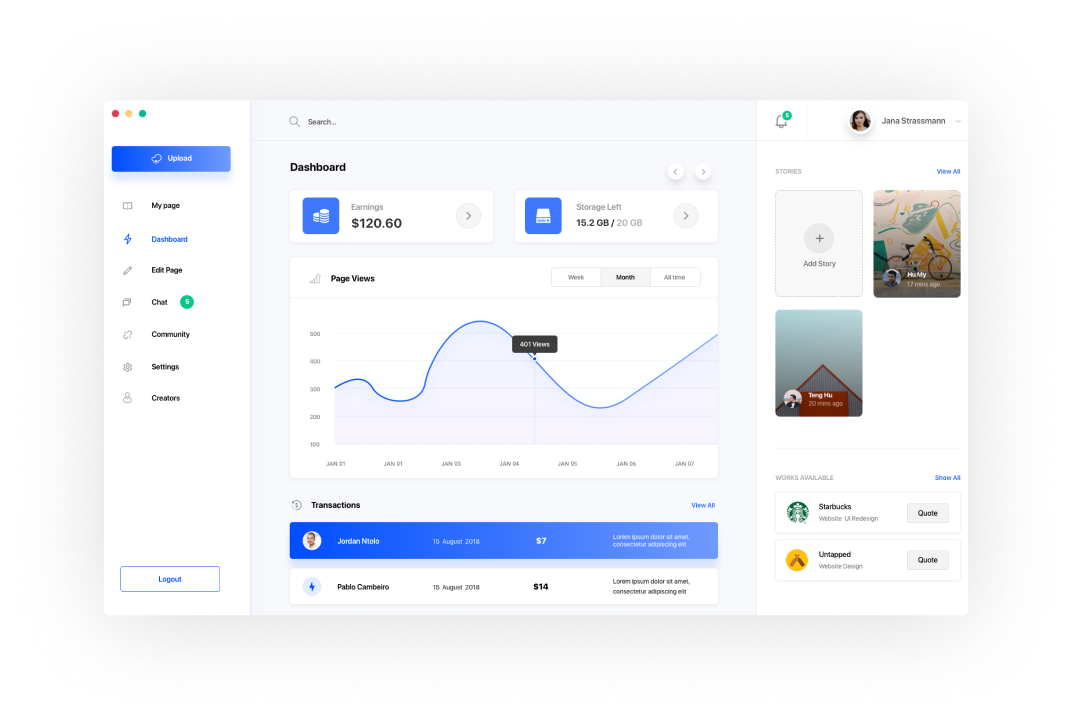 Upload
My page
Dashboard
Edit Page
Chat 5
Community
Settings
Creators
Logout
Search...
Dashboard
Earnings
$120.60
Storage Left
15.2 GB / 20 GB
Page Views
Week Month All time
401 Views
500
400
300
200
100
JAN 01 JAN 01 JAN 03 JAN 04 JAN 05 JAN 06 JAN 07
Transactions
View All
Jordan Ntolo 15 August 2018 $7
Lorem ipsum dolor sit amet,
consectetur adipiscing elit
Pablo Cambeiro 15 August 2018 $14
Lorem ipsum dolor sit amet,
consectetur adipiscing elit
Jana Strassmann
STORIES View All
Add Story
Hu My
17 mins ago
Teng Hu
20 mins ago
WORKS AVAILABLE Show All
Starbucks
Website UI Redesign
Quote
Untapped
Website Design
Quote